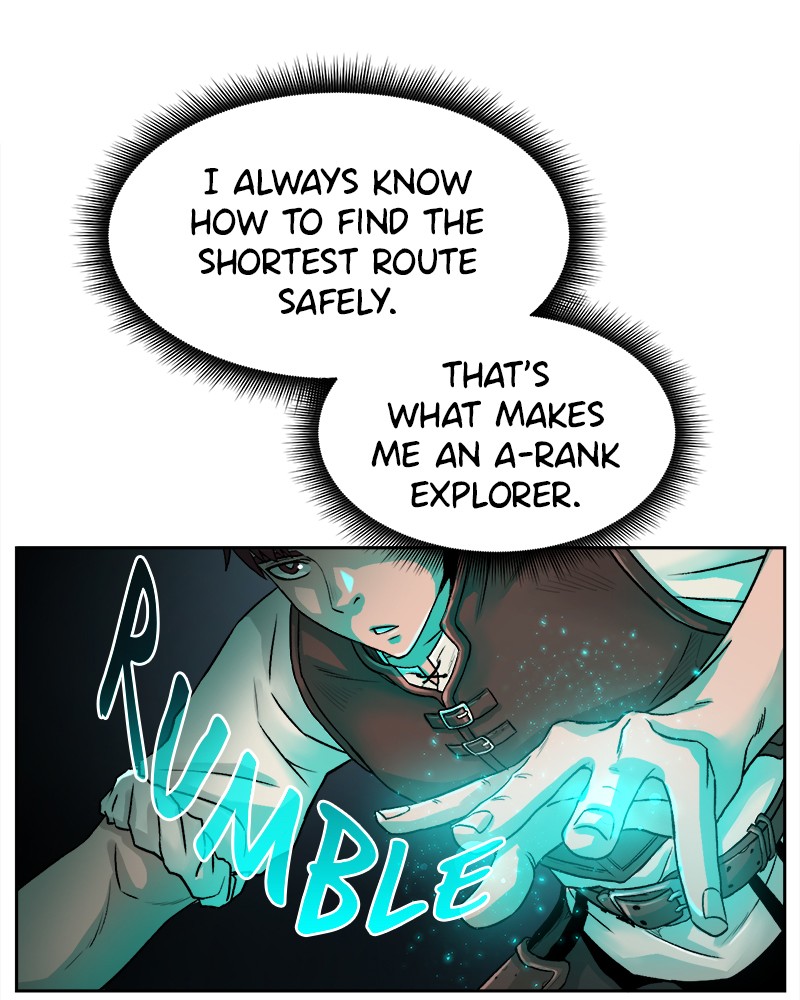 I ALWAYS KNOW
HOW TO FIND THE
SHORTEST ROUTE
SAFELY.
THAT'S
WHAT MAKES
ME AN A-RANK
EXPLORER.
RUMBLE